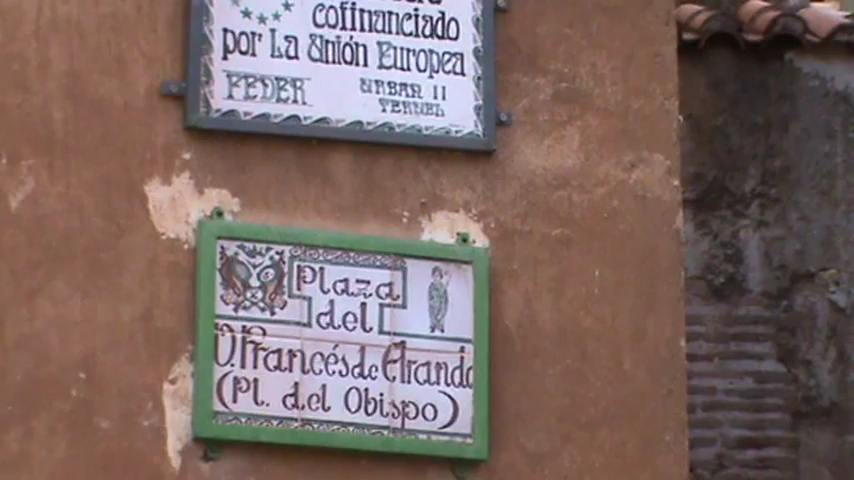 cofinanciado
por La Unión Europea
FEDER URBAN II
TERUEL
Plaza
del
V. Francés de Aranda
(Pl. del Obispo)